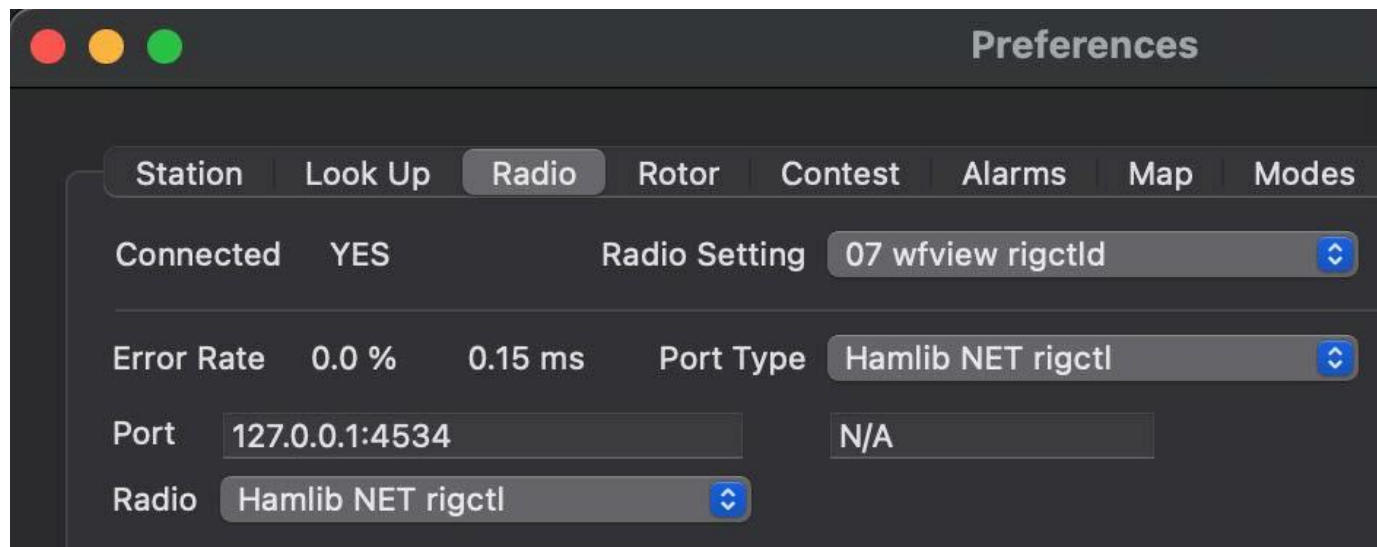 Preferences
Station Look Up Radio Rotor Contest Alarms Map Modes
Connected YES Radio Setting 07 wfview rigctld
Error Rate 0.0 % 0.15 ms Port Type Hamlib NET rigctl
Port 127.0.0.1:4534 N/A
Radio Hamlib NET rigctl